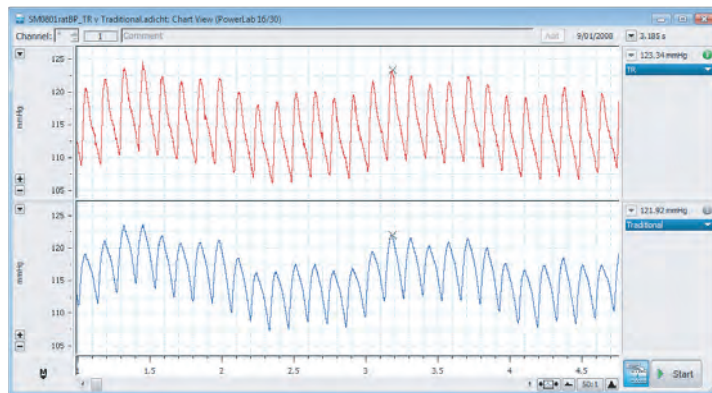 SM0801ratBP_TR v Traditional.adicht: Chart View (PowerLab 16/30)
Channel: * 1 Comment Add 9/01/2008 3.185 s
125
120
115
110
105
mmHg
123.34 mmHg
TR
125
120
115
110
105
mmHg
121.92 mmHg
Traditional
1 1.5 2 2.5 3 3.5 4 4.5
M
50:1
Start